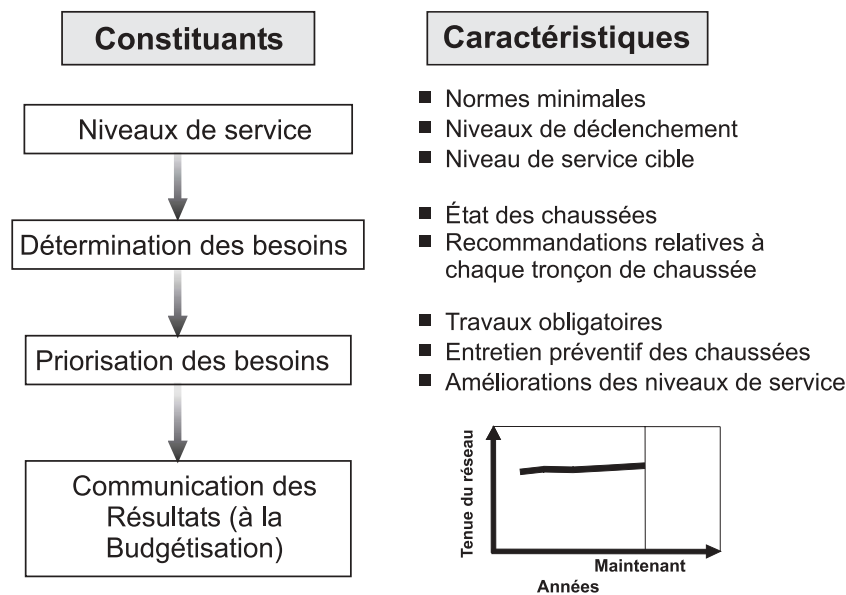 Constituants
Caractéristiques
Niveaux de service
Normes minimales
Niveaux de déclenchement
Niveau de service cible
Détermination des besoins
État des chaussées
Recommandations relatives à
chaque tronçon de chaussée
Priorisation des besoins
Travaux obligatoires
Entretien préventif des chaussées
Améliorations des niveaux de service
Communication des
Résultats (à la
Budgétisation)
Tenue du réseau
Maintenant
Années